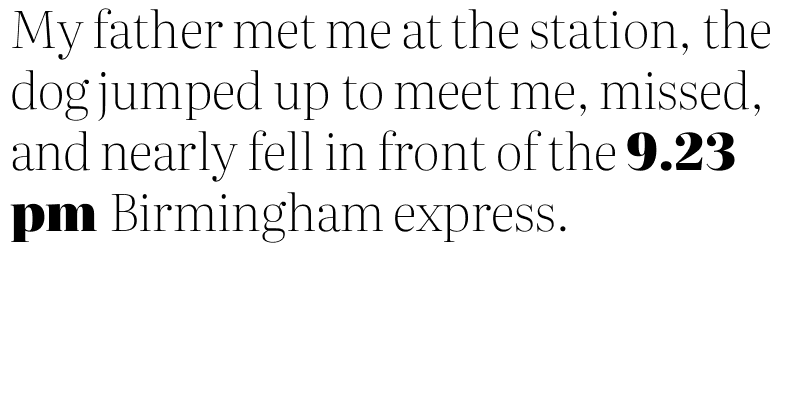 My father met me at the station, the
dog jumped up to meet me, missed,
and nearly fell in front of the 9.23
pm Birmingham express.